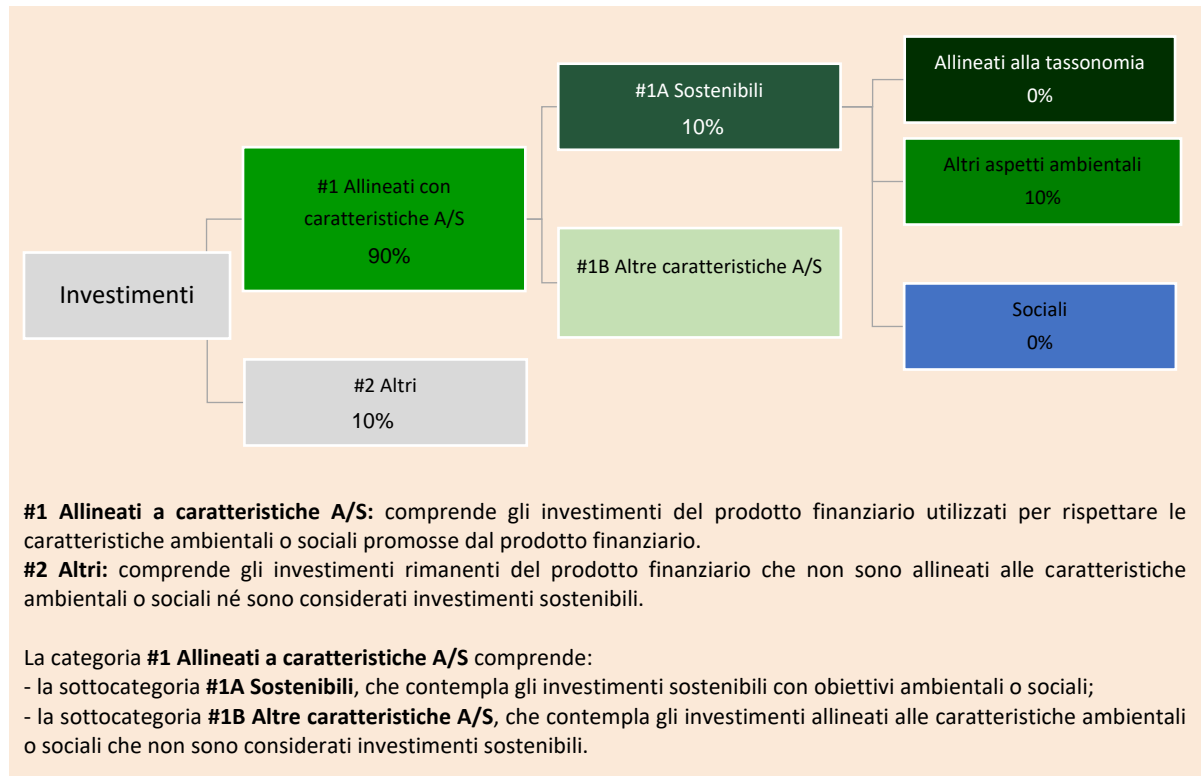 Investimenti
#1 Allineati con
caratteristiche A/S
90%
#2 Altri
10%
#1A Sostenibili
10%
#1B Altre caratteristiche A/S
Allineati alla tassonomia
0%
Altri aspetti ambientali
10%
Sociali
0%
#1 Allineati a caratteristiche A/S: comprende gli investimenti del prodotto finanziario utilizzati per rispettare le
caratteristiche ambientali o sociali promosse dal prodotto finanziario.
#2 Altri: comprende gli investimenti rimanenti del prodotto finanziario che non sono allineati alle caratteristiche
ambientali o sociali né sono considerati investimenti sostenibili.
La categoria #1 Allineati a caratteristiche A/S comprende:
- la sottocategoria #1A Sostenibili, che contempla gli investimenti sostenibili con obiettivi ambientali o sociali;
- la sottocategoria #1B Altre caratteristiche A/S, che contempla gli investimenti allineati alle caratteristiche ambientali
o sociali che non sono considerati investimenti sostenibili.